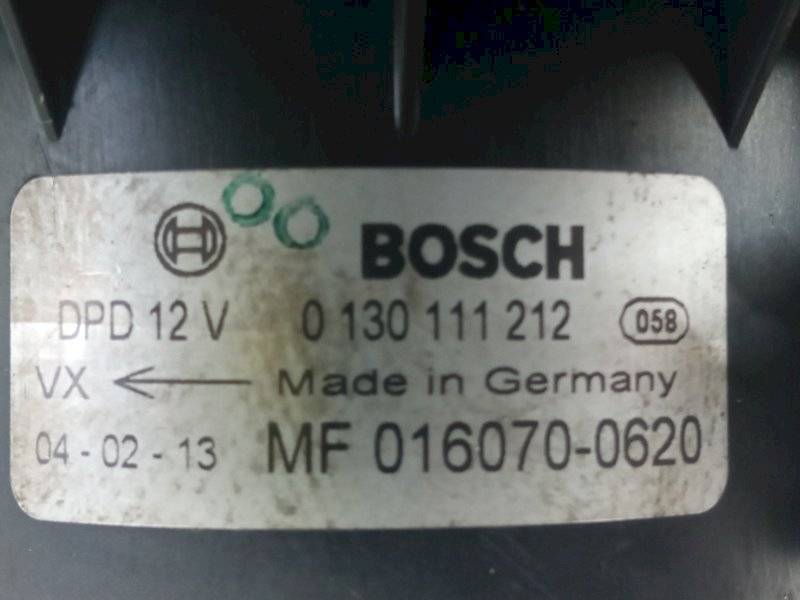 BOSCH
DPD 12 V 0 130 111 212 058
VX ← Made in Germany
04 - 02 - 13 MF 016070-0620